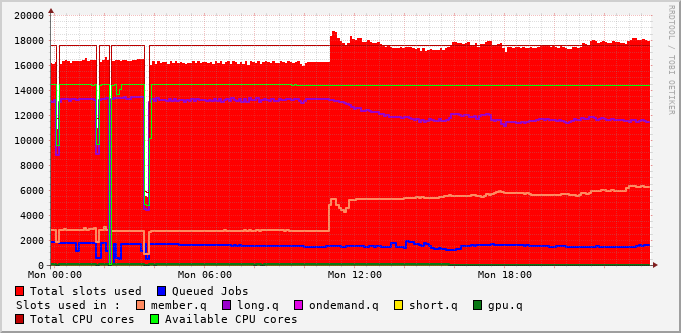 20000
18000
16000
14000
12000
10000
8000
6000
4000
2000
0
Mon 00:00 Mon 06:00 Mon 12:00 Mon 18:00
Total slots used Queued Jobs
Slots used in : member.q long.q ondemand.q short.q gpu.q
Total CPU cores Available CPU cores
RRDTOOL / TOBI OETIKER